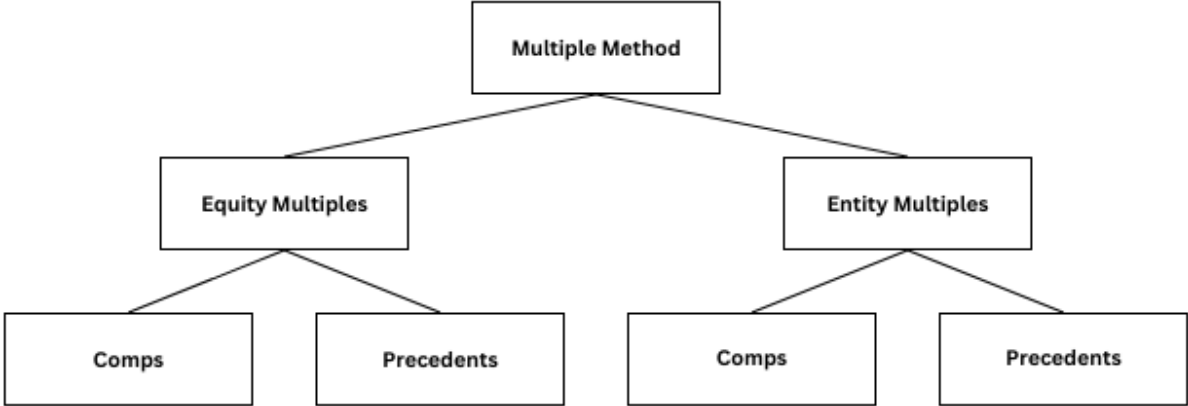 Multiple Method
Equity Multiples
Entity Multiples
Comps
Precedents
Comps
Precedents